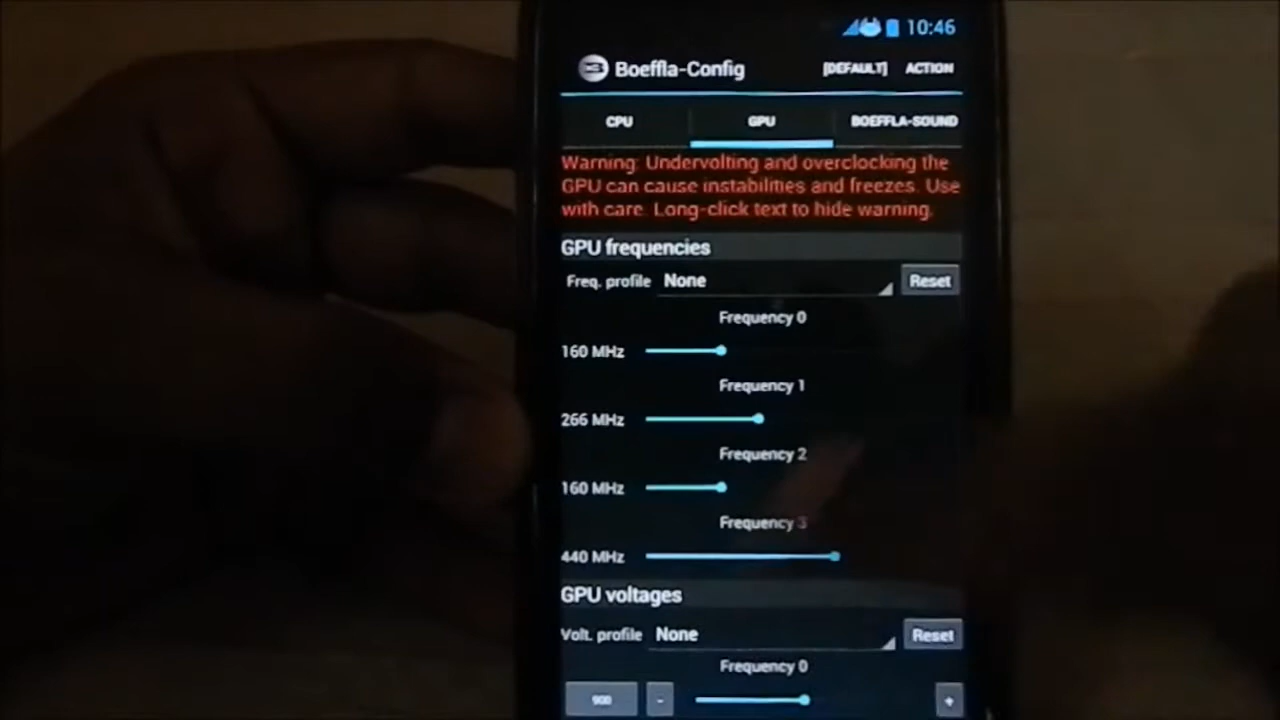 10:46
Boeffla-Config [DEFAULT] ACTION
CPU GPU BOEFFLA-SOUND
Warning: Undervolting and overclocking the
GPU can cause instabilities and freezes. Use
with care. Long-click text to hide warning.
GPU frequencies
Freq. profile None Reset
Frequency 0
160 MHz
Frequency 1
266 MHz
Frequency 2
160 MHz
Frequency 3
440 MHz
GPU voltages
Volt. profile None Reset
Frequency 0
900 - +